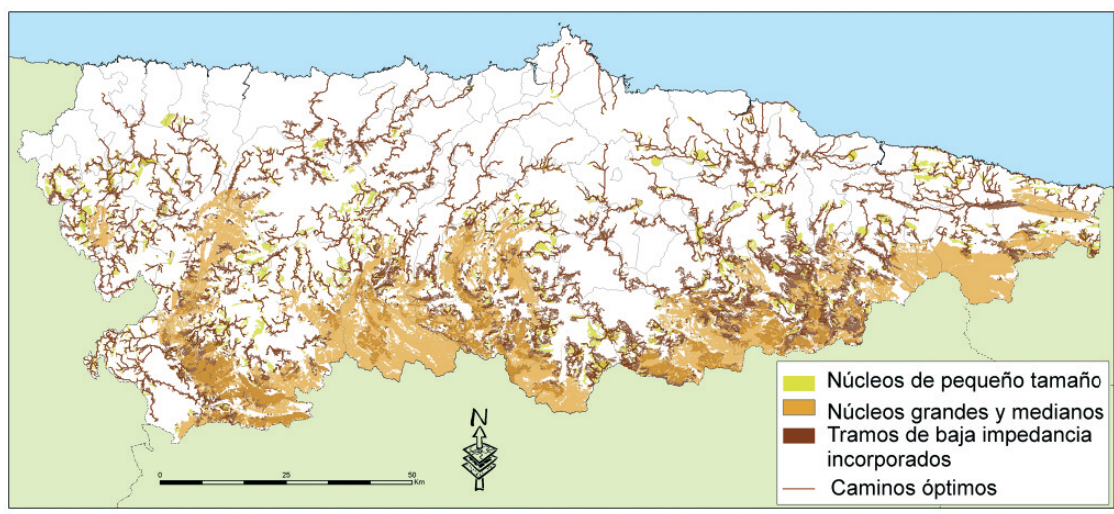 Núcleos de pequeño tamaño
Núcleos grandes y medianos
Tramos de baja impedancia
incorporados
Caminos óptimos
N
0 25 50
Km